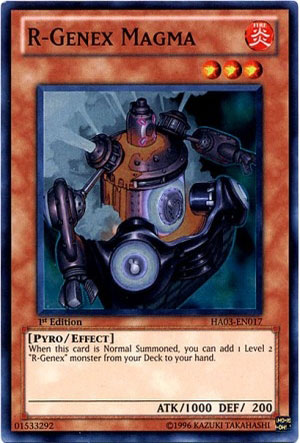 R-Genex Magma
FIRE
炎
1st Edition
HA03-EN017
[Pyro/Effect]
When this card is Normal Summoned, you can add 1 Level 2
"R-Genex" monster from your Deck to your hand.
ATK/1000 DEF/ 200
01533292
©1996 KAZUKI TAKAHASHI